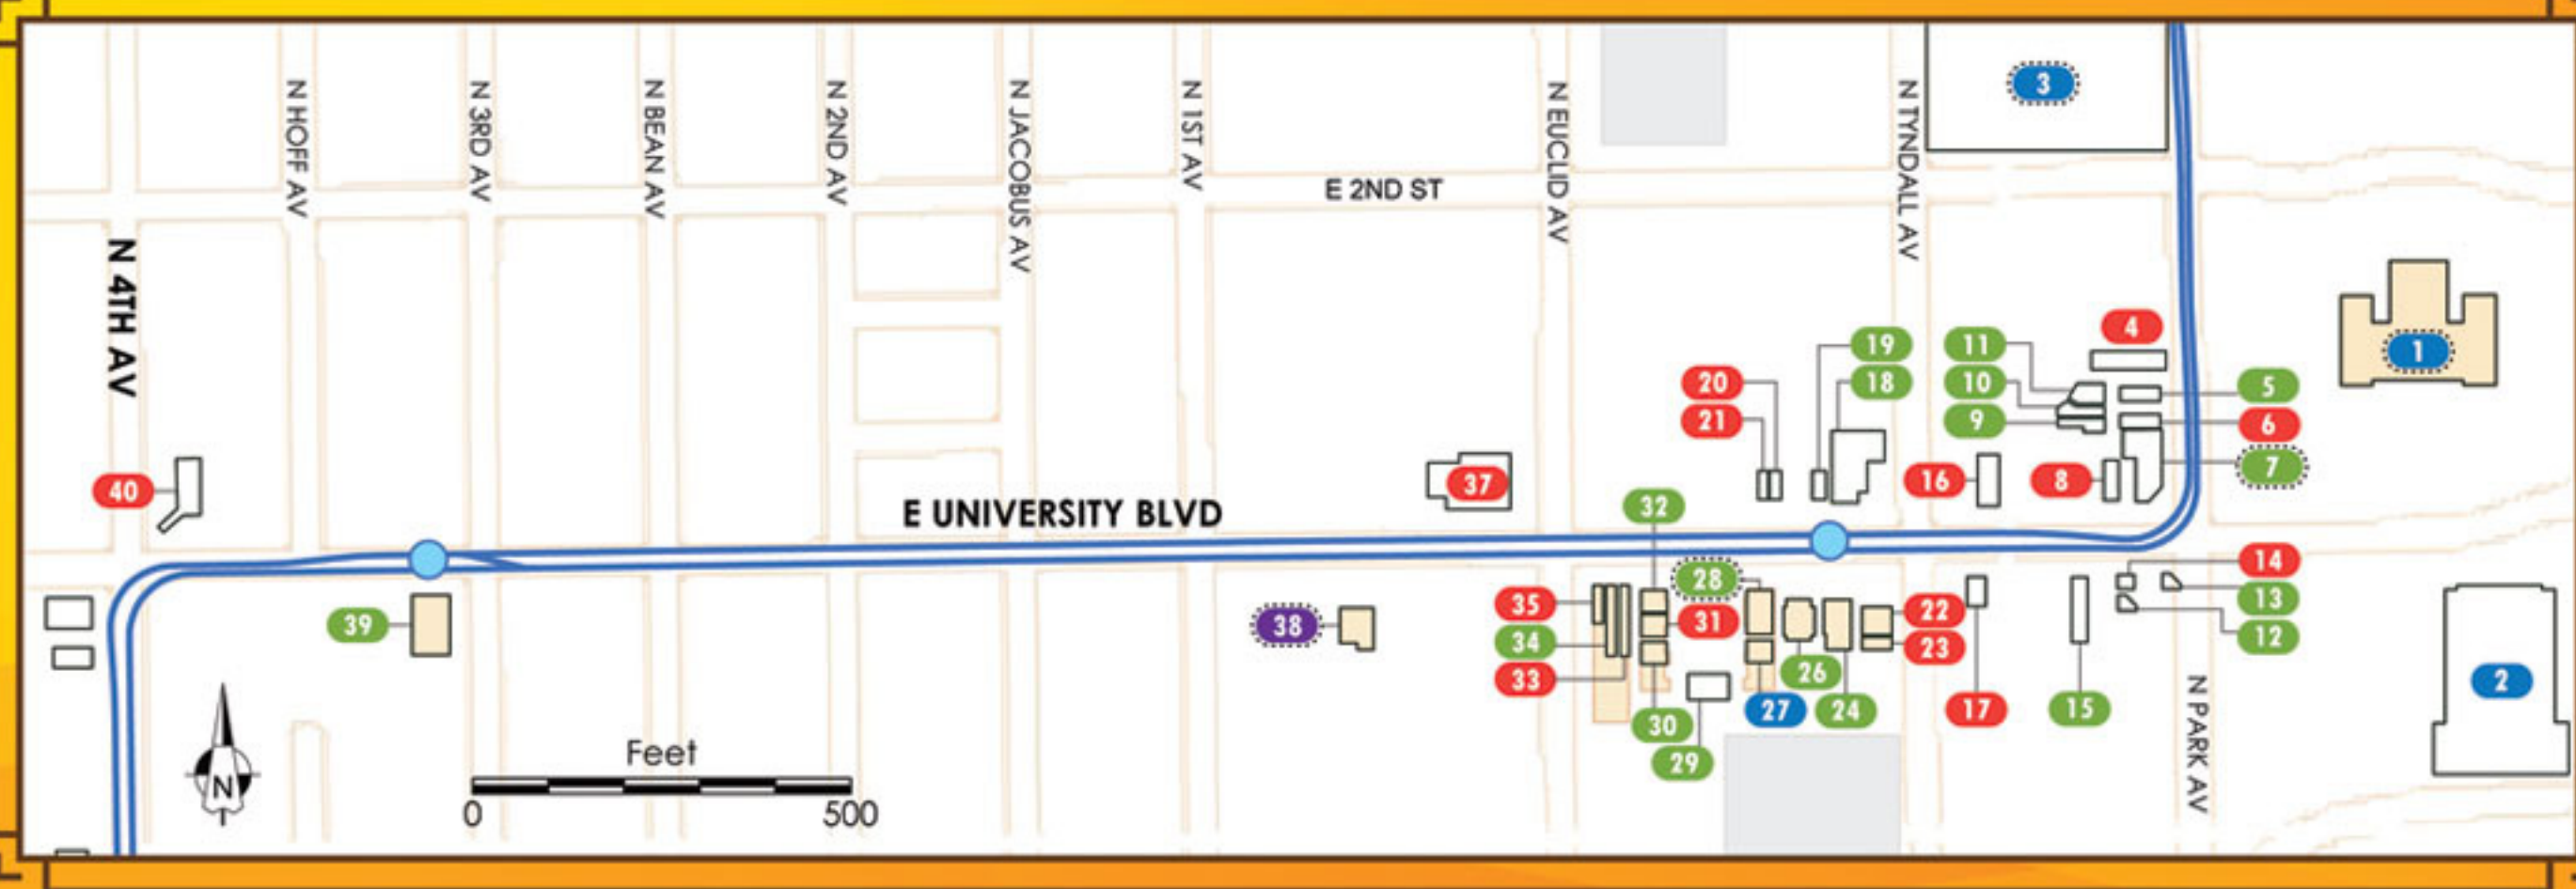 3
N HOFF AV
N 3RD AV
N BEAN AV
N 2ND AV
N JACOBUS AV
N 1ST AV
N EUCLID AV
N TYNDALL AV
E 2ND ST
N 4TH AV
4
19
11
1
20
18
10
5
21
9
6
7
40
37
16
8
32
E UNIVERSITY BLVD
14
28
35
22
13
39
38
31
34
23
12
26
33
2
27
24
17
15
30
N PARK AV
29
Feet
0 500
N